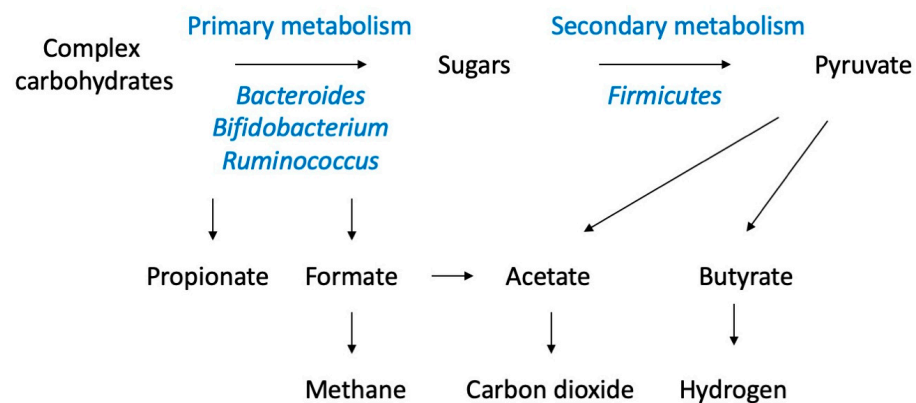 Primary metabolism
Secondary metabolism
Complex
carbohydrates
Sugars
Pyruvate
Bacteroides
Bifidobacterium
Ruminococcus
Firmicutes
Propionate
Formate
Acetate
Butyrate
Methane
Carbon dioxide
Hydrogen